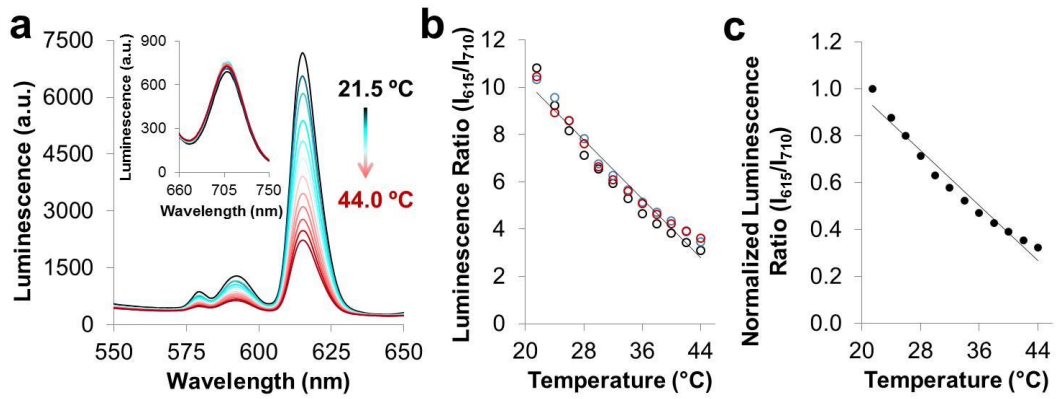 a
7500
6000
4500
3000
1500
0
550
575
600
625
650
Luminescence (a.u.)
Wavelength (nm)
900
600
300
0
660
705
750
Luminescence (a.u.)
Wavelength (nm)
21.5 ºC
44.0 ºC
b
12
10
8
6
4
2
0
20
28
36
44
Luminescence Ratio (I615/I710)
Temperature (°C)
c
1.2
1.0
0.8
0.6
0.4
0.2
0.0
20
28
36
44
Normalized Luminescence
Ratio (I615/I710)
Temperature (°C)